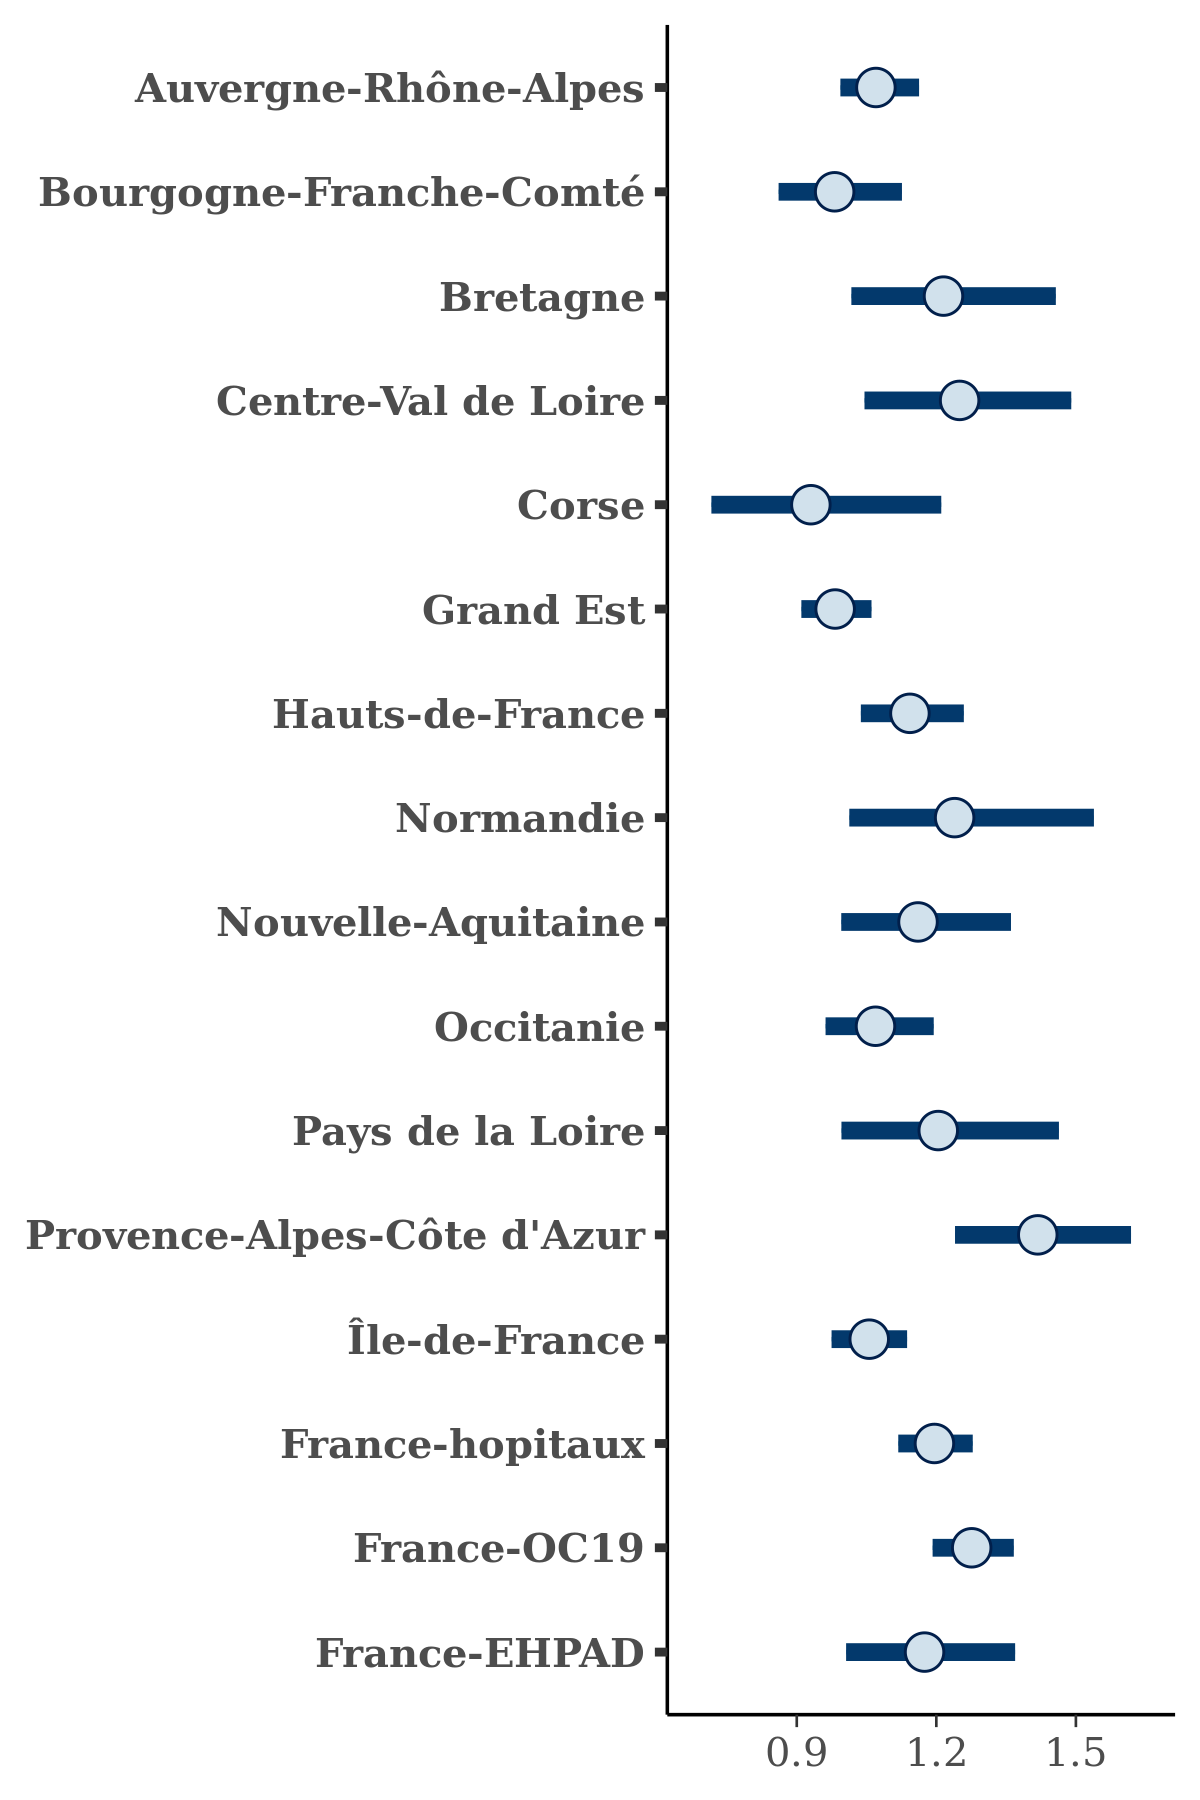 Auvergne-Rhône-Alpes
Bourgogne-Franche-Comté
Bretagne
Centre-Val de Loire
Corse
Grand Est
Hauts-de-France
Normandie
Nouvelle-Aquitaine
Occitanie
Pays de la Loire
Provence-Alpes-Côte d'Azur
Île-de-France
France-hopitaux
France-OC19
France-EHPAD
0.9 1.2 1.5